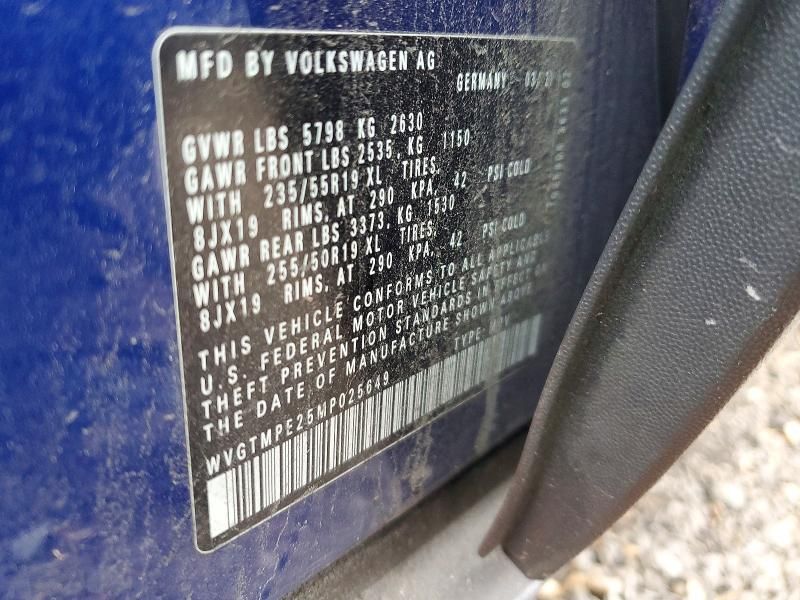 MFD BY VOLKSWAGEN AG
GERMANY - 03/
GVWR LBS 5798 KG 2630
GAWR FRONT LBS 2535, KG 1150
WITH 235/55R19 XL TIRES,
8JX19 RIMS, AT 290 KPA, 42 PSI COLD
GAWR REAR LBS 3373, KG 1530
WITH 255/50R19 XL TIRES,
8JX19 RIMS, AT 290 KPA, 42 PSI COLD
THIS VEHICLE CONFORMS TO ALL APPLICABLE
U.S. FEDERAL MOTOR VEHICLE SAFETY AND
THEFT PREVENTION STANDARDS IN EFFECT ON
THE DATE OF MANUFACTURE SHOWN ABOVE.
WVGTMPE25MP025649 TYPE: